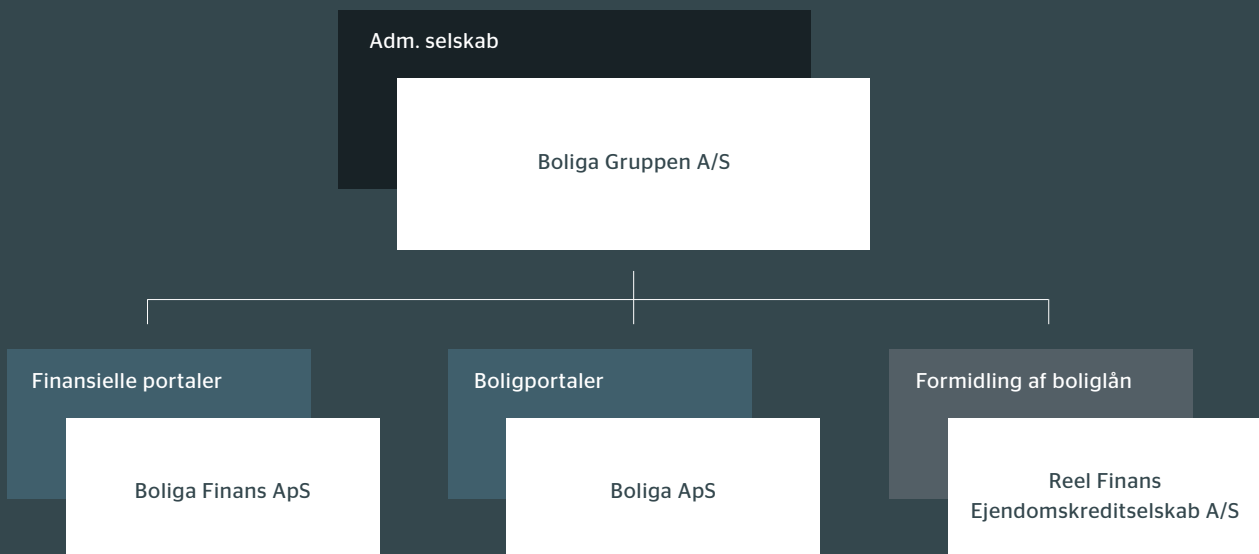 Adm. selskab
Boliga Gruppen A/S
Finansielle portaler
Boliga Finans ApS
Boligportaler
Boliga ApS
Formidling af boliglån
Reel Finans
Ejendomskreditselskab A/S